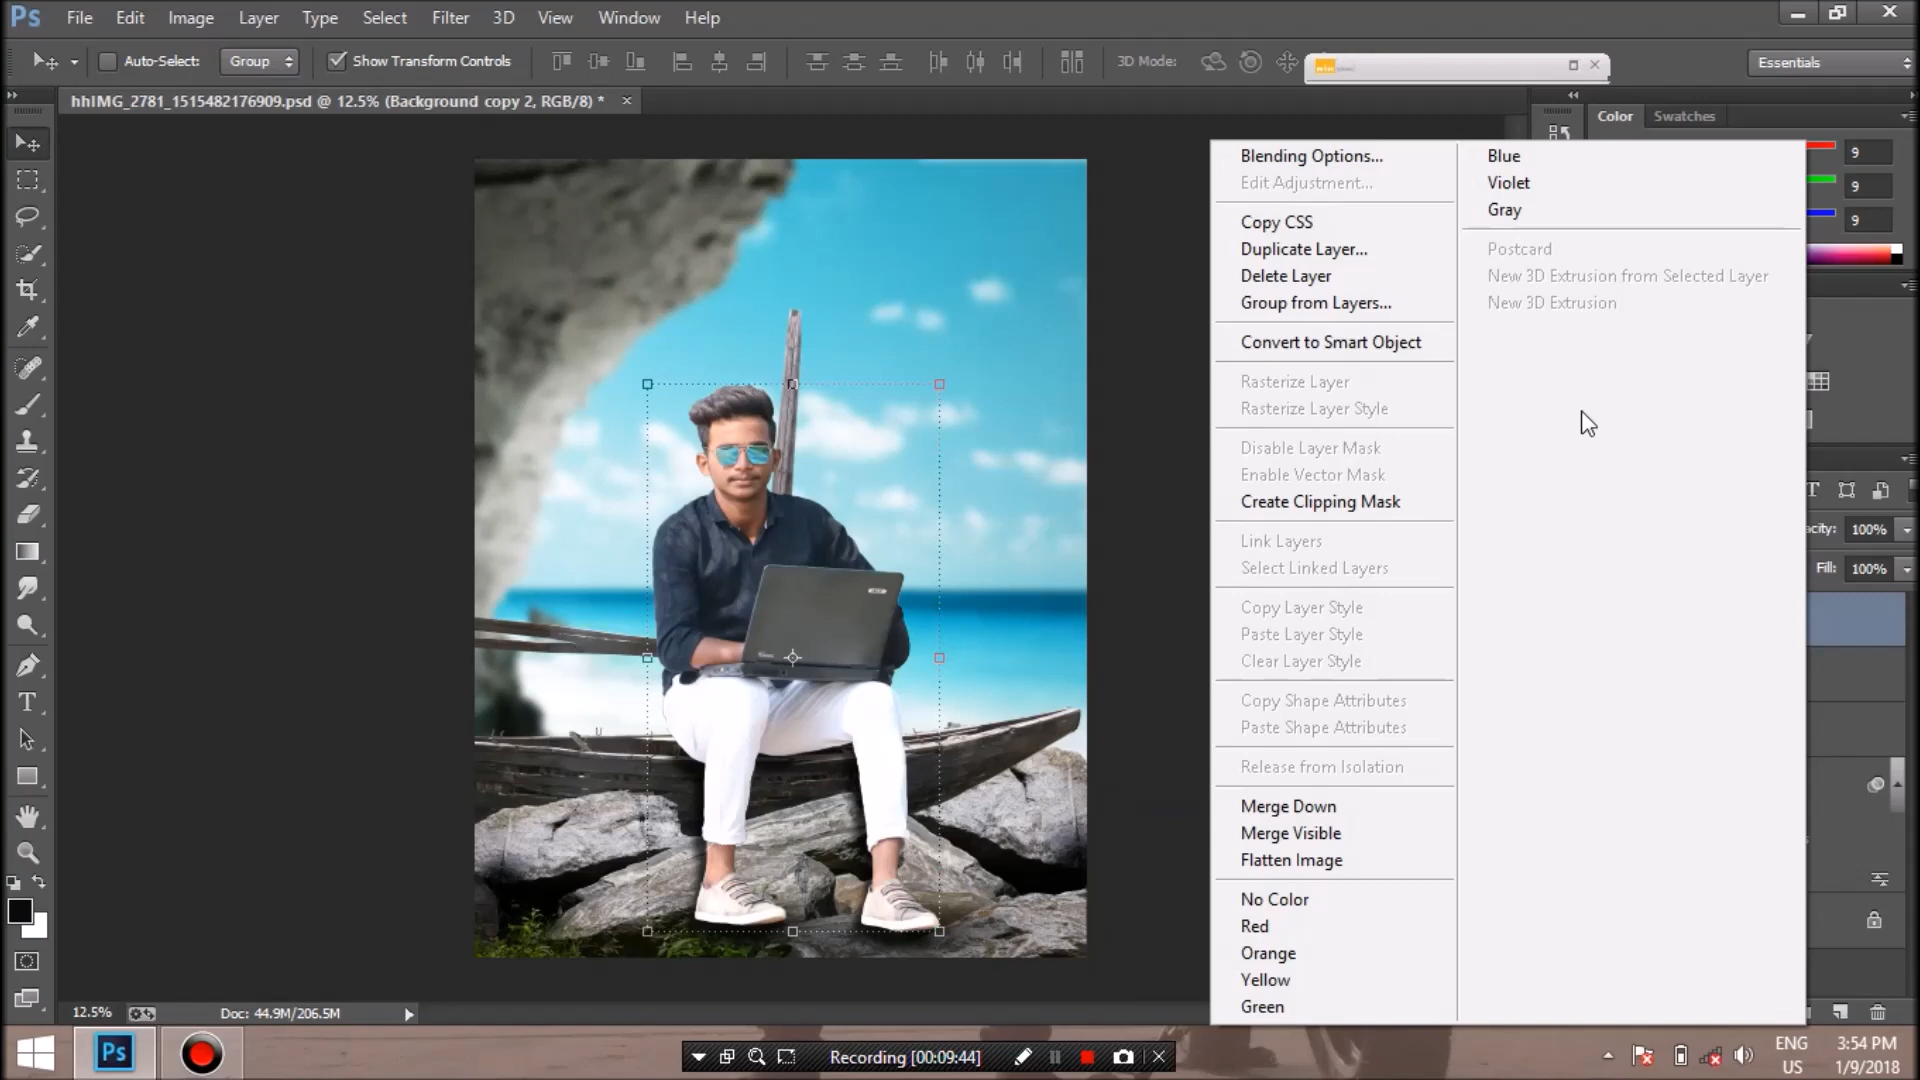 Ps File Edit Image Layer Type Select Filter 3D View Window Help
Auto-Select: Group Show Transform Controls 3D Mode: Essentials
hhIMG_2781_1515482176909.psd @ 12.5% (Background copy 2, RGB/8) *
Color Swatches
9
9
9
Blending Options...
Edit Adjustment...
Copy CSS
Duplicate Layer...
Delete Layer
Group from Layers...
Convert to Smart Object
Rasterize Layer
Rasterize Layer Style
Disable Layer Mask
Enable Vector Mask
Create Clipping Mask
Link Layers
Select Linked Layers
Copy Layer Style
Paste Layer Style
Clear Layer Style
Copy Shape Attributes
Paste Shape Attributes
Release from Isolation
Merge Down
Merge Visible
Flatten Image
No Color
Red
Orange
Yellow
Green
Blue
Violet
Gray
Postcard
New 3D Extrusion from Selected Layer
New 3D Extrusion
acity: 100%
Fill: 100%
acer
12.5% Doc: 44.9M/206.5M
Ps
Recording [00:09:44]
ENG
US
3:54 PM
1/9/2018